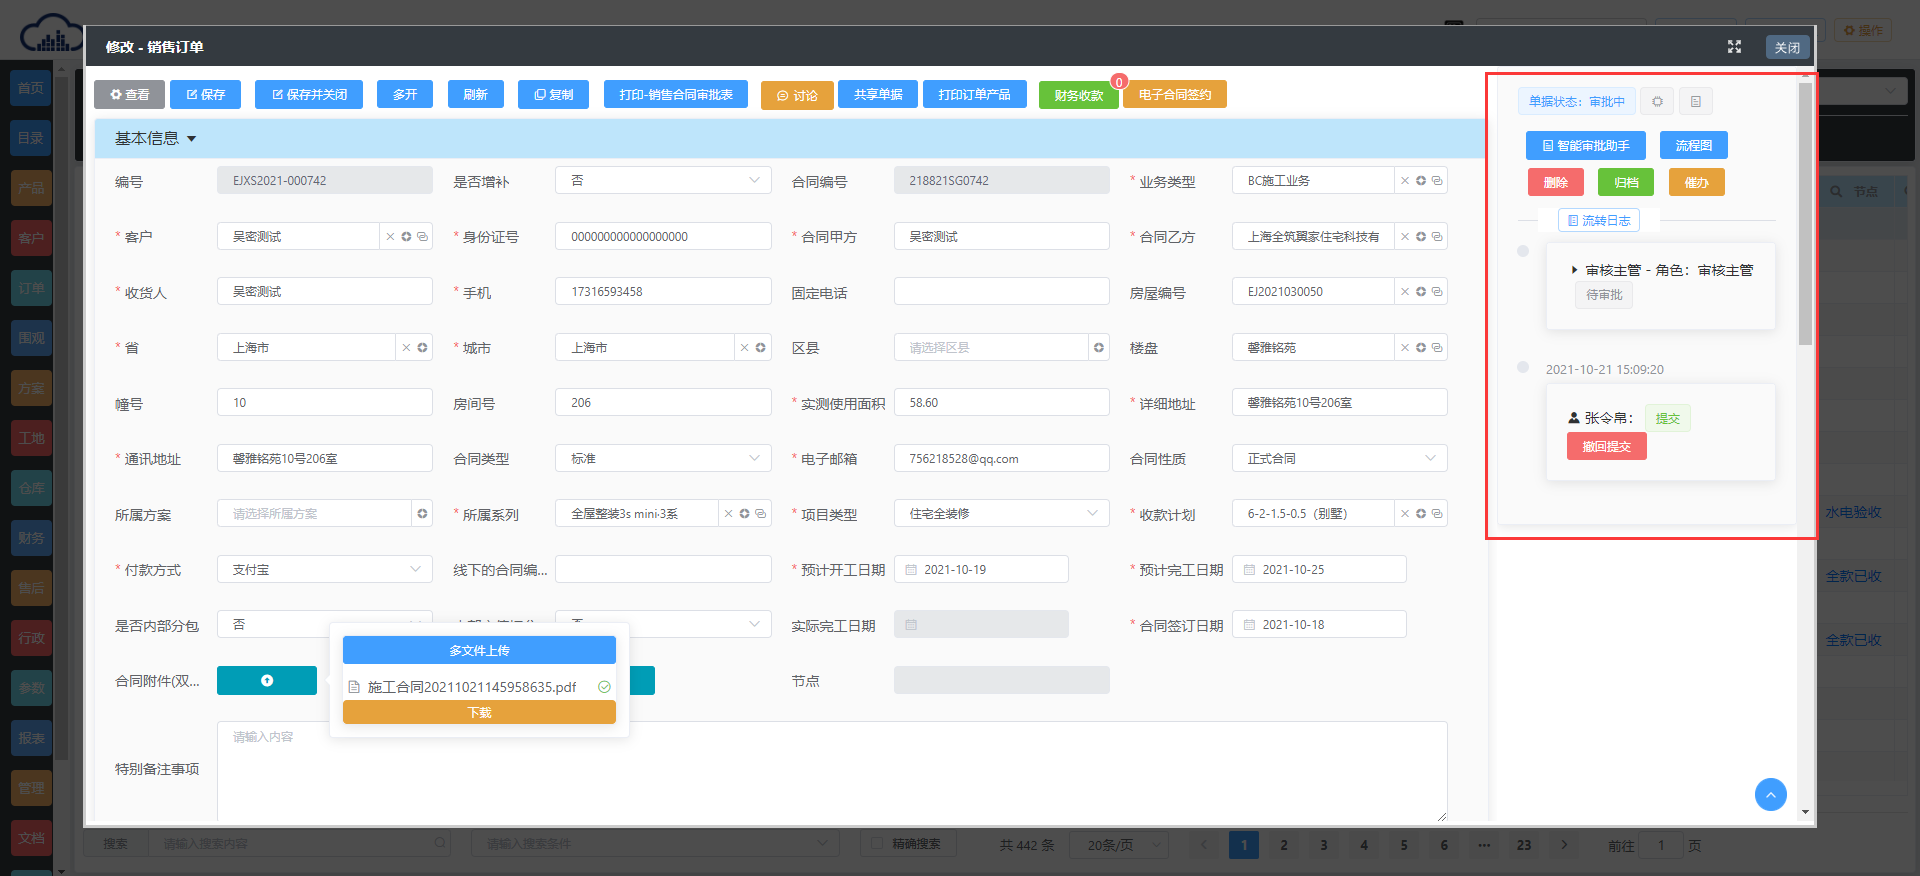 操作
修改 - 销售订单
关闭
查看 保存 保存并关闭 多开 刷新 复制 打印-销售合同审批表 讨论 共享单据 打印订单产品 财务收款 0 电子合同签约
基本信息
编号 EJXS2021-000742 是否增补 否 合同编号 218821SG0742 * 业务类型 BC施工业务
* 客户 吴密测试 * 身份证号 000000000000000000 * 合同甲方 吴密测试 * 合同乙方 上海全筑翼家住宅科技有
* 收货人 吴密测试 * 手机 17316593458 固定电话 房屋编号 EJ2021030050
* 省 上海市 * 城市 上海市 区县 请选择区县 楼盘 馨雅铭苑
幢号 10 房间号 206 * 实测使用面积 58.60 * 详细地址 馨雅铭苑10号206室
* 通讯地址 馨雅铭苑10号206室 合同类型 标准 * 电子邮箱 756218528@qq.com 合同性质 正式合同
所属方案 请选择所属方案 * 所属系列 全屋整装3s mini-3系 * 项目类型 住宅全装修 * 收款计划 6-2-1.5-0.5（别墅）
* 付款方式 支付宝 线下的合同编... * 预计开工日期 2021-10-19 * 预计完工日期 2021-10-25
是否内部分包 否 实际完工日期 * 合同签订日期 2021-10-18
合同附件(双... 节点
多文件上传
施工合同20211021145958635.pdf
下载
特别备注事项 请输入内容
单据状态：审批中
智能审批助手 流程图
删除 归档 催办
流转日志
审核主管 - 角色：审核主管
待审批
2021-10-21 15:09:20
张令帛： 提交
撤回提交
首页
目录
产品
客户
订单
围观
方案
工地
仓库
财务
售后
行政
参数
报表
管理
文档
节点
水电验收
全款已收
全款已收
搜索 请输入搜索内容 请输入搜索条件 精确搜索 共 442 条 20条/页 1 2 3 4 5 6 ... 23 前往 1 页